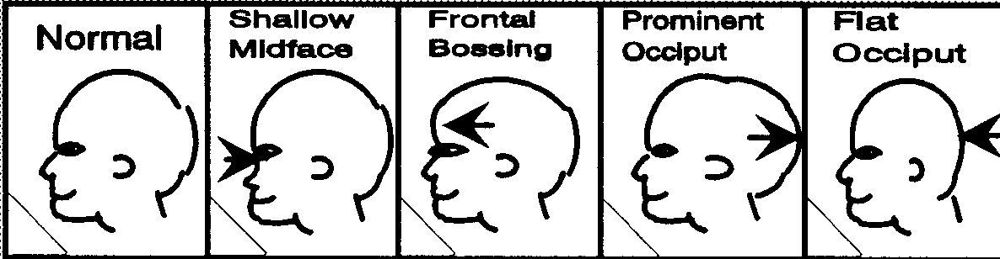 Normal
Shallow
Midface
Frontal
Bossing
Prominent
Occiput
Flat
Occiput